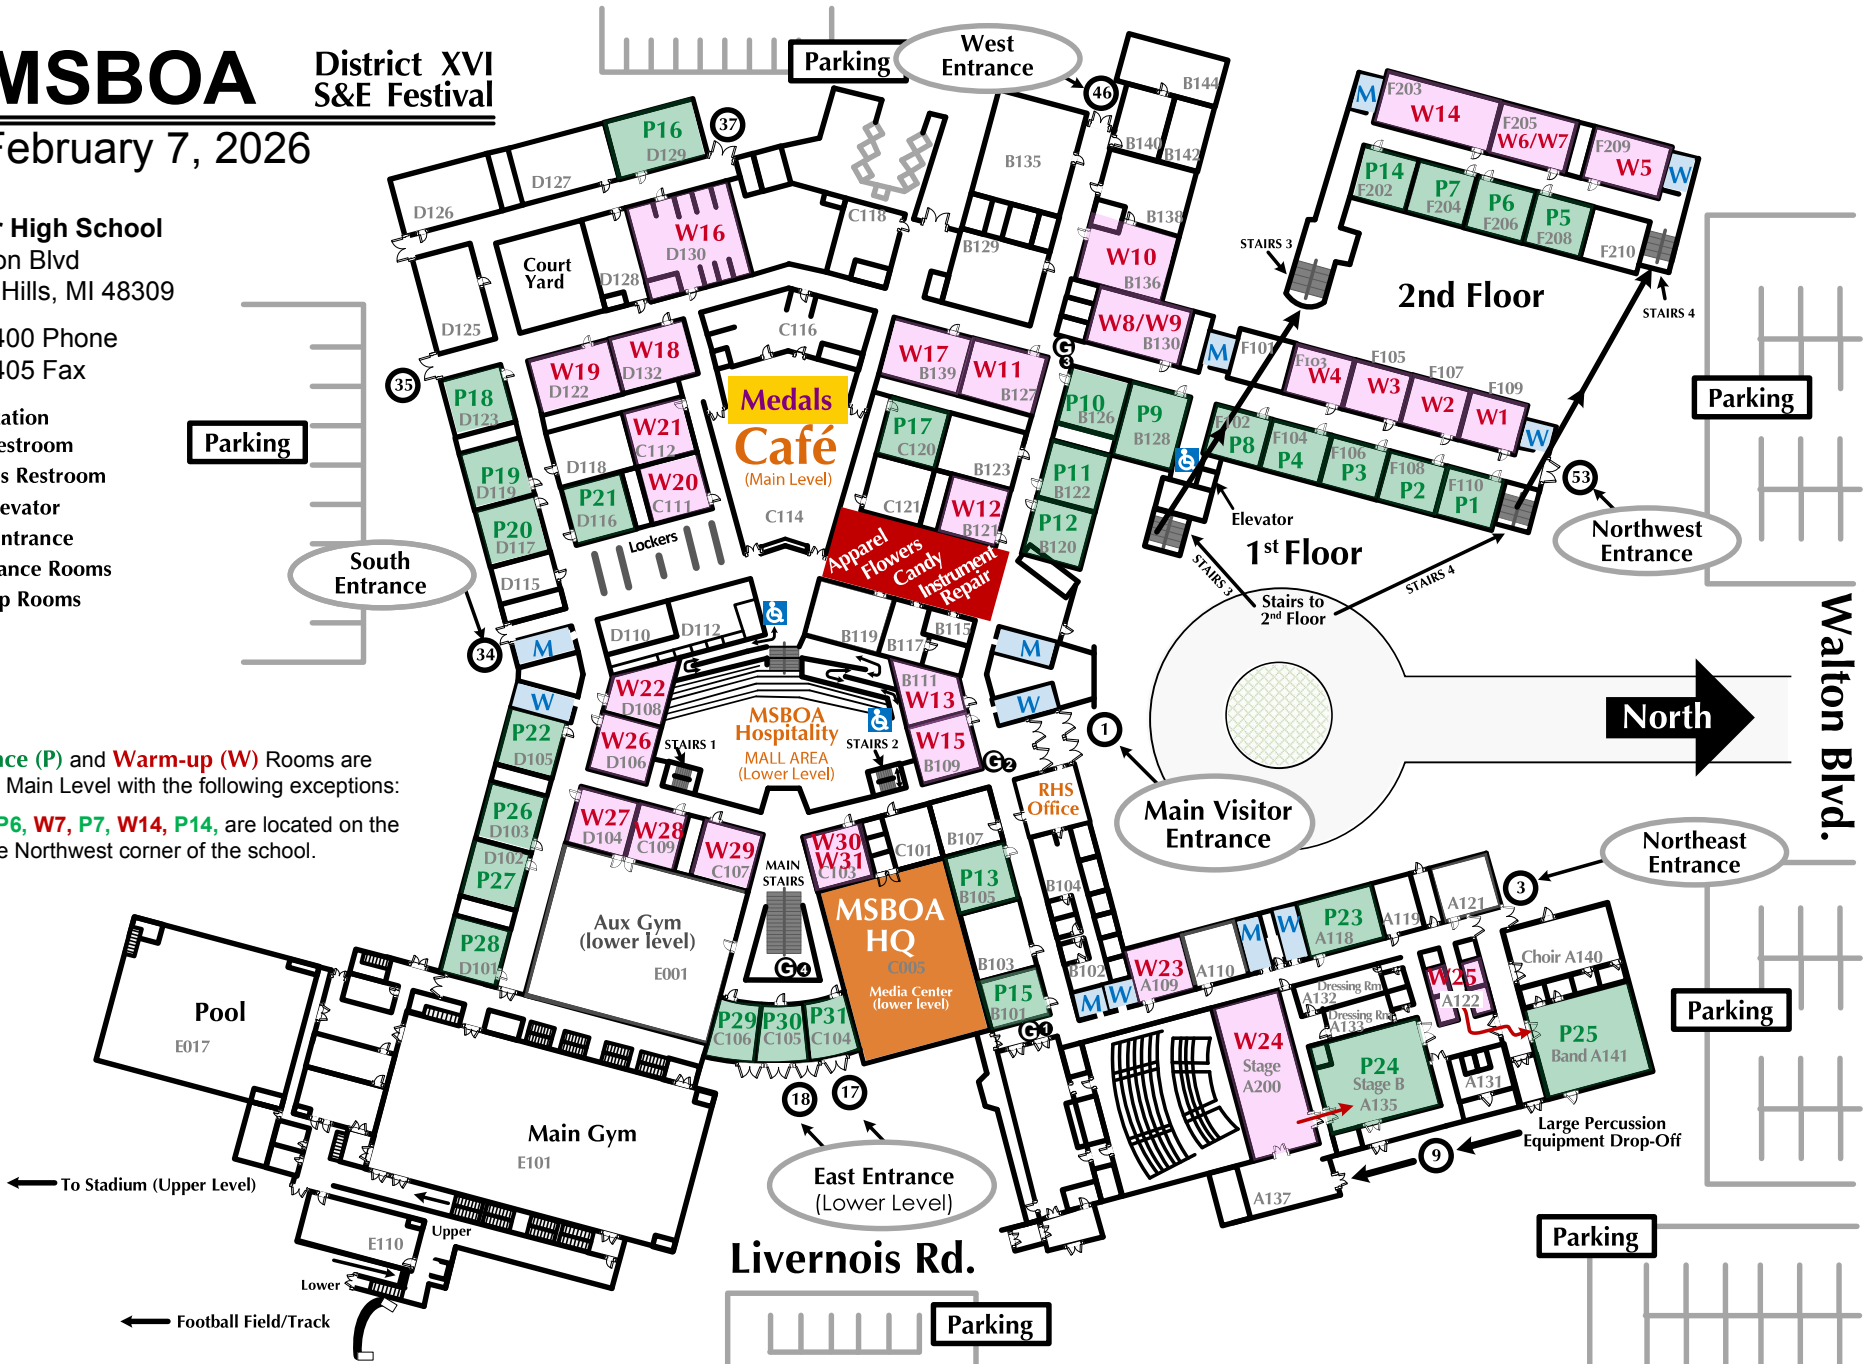 MSBOA
District XVI
S&E Festival
February 7, 2026
r High School
on Blvd
Hills, MI 48309
400 Phone
405 Fax
ation
estroom
s Restroom
evator
ntrance
ance Rooms
p Rooms
nce (P) and Warm-up (W) Rooms are
Main Level with the following exceptions:
P6, W7, P7, W14, P14, are located on the
e Northwest corner of the school.
Parking
West
Entrance
46
37
P16
D129
D127
D126
D125
Court
Yard
D128
W16
D130
C118
B135
B129
B144
B140
B142
B138
W10
B136
W8/W9
B130
M
F203
W14
F205
W6/W7
F209
W5
W
P14
F202
P7
F204
P6
F206
P5
F208
F210
STAIRS 3
STAIRS 4
2nd Floor
Parking
35
P18
D123
W19
D122
W18
D132
C116
W17
B139
W11
B127
G
3
M
F101
F103
W4
F105
W3
F107
W2
F109
W1
W
Parking
P19
D119
P20
D117
D115
W21
C112
D118
P21
D116
W20
C111
Lockers
Medals
Café
(Main Level)
C114
P17
C120
B123
C121
W12
B121
P10
B126
P9
B128
P11
B122
P12
B120
F102
P8
F104
P4
F106
P3
F108
P2
F110
P1
53
Elevator
1st Floor
Northwest
Entrance
STAIRS 3
STAIRS 4
Stairs to
2nd Floor
Apparel
Flowers
Candy
Instrument
Repair
South
Entrance
34
M
W
D110
D112
B119
B117
B115
M
W
W22
D108
B111
W13
P22
D105
W26
D106
STAIRS 1
MSBOA
Hospitality
MALL AREA
(Lower Level)
STAIRS 2
W15
B109
G2
1
Main Visitor
Entrance
RHS
Office
North
Walton Blvd.
P26
D103
D102
P27
P28
D101
W27
D104
W28
C109
W29
C107
MAIN
STAIRS
W30
W31
C103
C101
B107
P13
B105
B104
Aux Gym
(lower level)
E001
G4
MSBOA
HQ
C005
Media Center
(lower level)
B103
P15
B101
G1
B102
M
W
W23
A109
A110
M
W
P23
A118
A119
A121
3
Northeast
Entrance
Parking
Choir A140
W25
A122
Dressing Rm
A132
Dressing Rm
A133
P25
Band A141
W24
Stage
A200
P24
Stage B
A135
A131
A137
9
Large Percussion
Equipment Drop-Off
Pool
E017
P29
C106
P30
C105
P31
C104
18
17
Main Gym
E101
East Entrance
(Lower Level)
To Stadium (Upper Level)
Upper
E110
Lower
Football Field/Track
Livernois Rd.
Parking
Parking